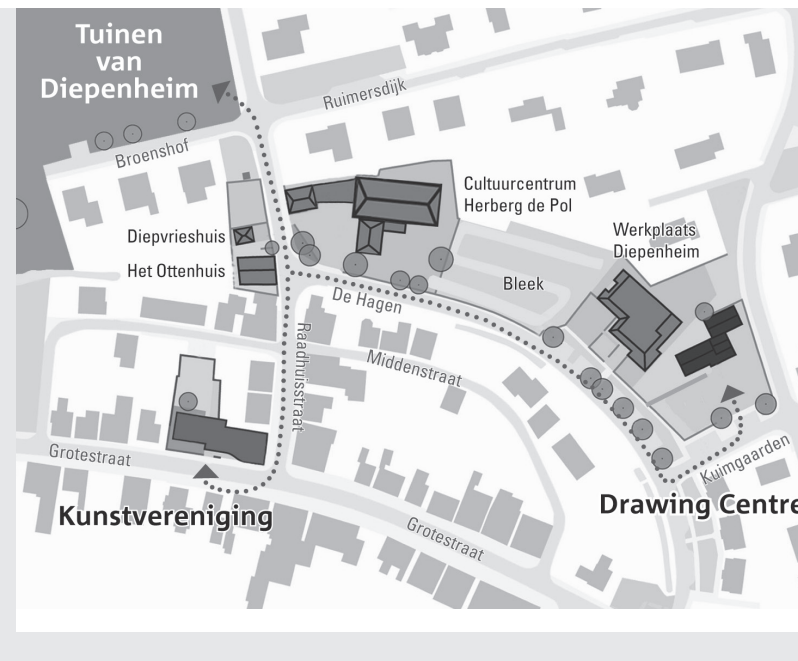 Tuinen
van
Diepenheim
Ruimersdijk
Broenshof
Cultuurcentrum
Herberg de Pol
Diepvrieshuis
Werkplaats
Diepenheim
Het Ottenhuis
Bleek
De Hagen
Raadhuisstraat
Middenstraat
Grotestraat
Kuimgaarden
Kunstvereniging
Drawing Centre
Grotestraat